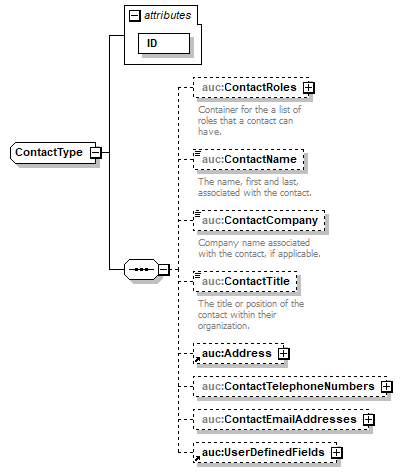 attributes
ID
auc:ContactRoles
Container for the a list of
roles that a contact can
have.
ContactType
auc:ContactName
The name, first and last,
associated with the contact.
auc:ContactCompany
Company name associated
with the contact, if applicable.
auc:ContactTitle
The title or position of the
contact within their
organization.
auc:Address
auc:ContactTelephoneNumbers
auc:ContactEmailAddresses
auc:UserDefinedFields